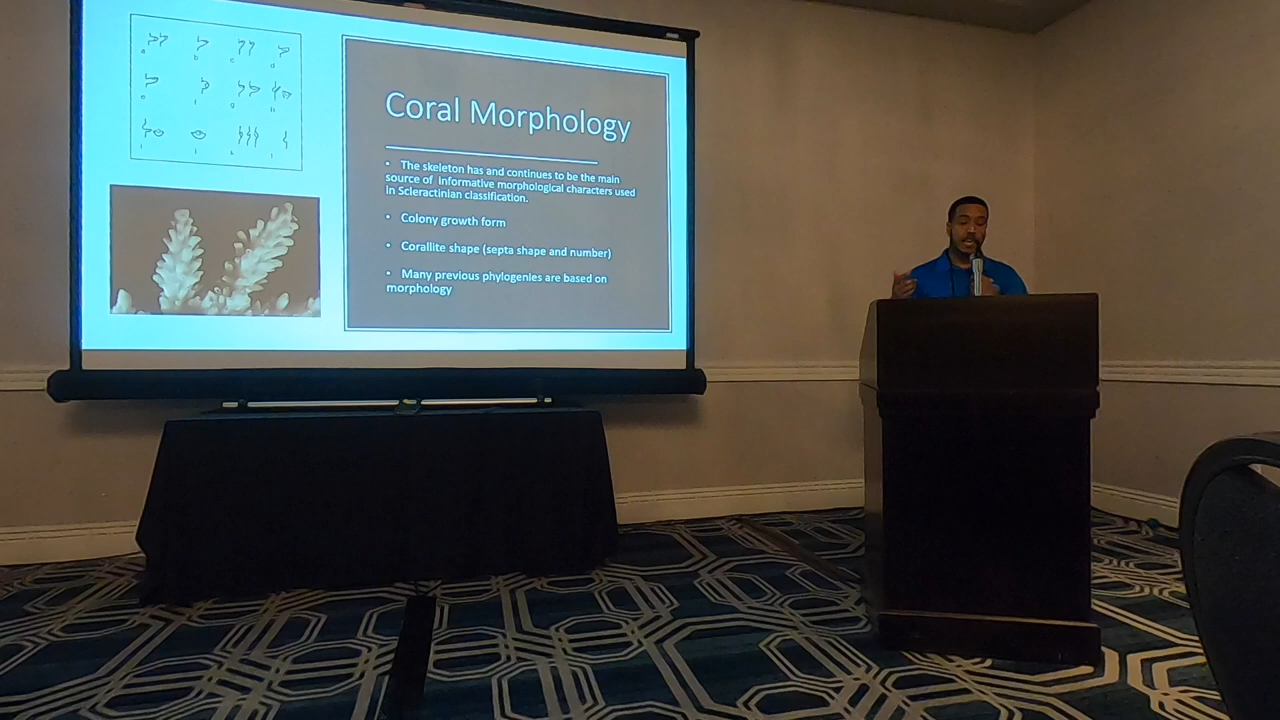 Coral Morphology
• The skeleton has and continues to be the main
source of informative morphological characters used
in Scleractinian classification.
• Colony growth form
• Corallite shape (septa shape and number)
• Many previous phylogenies are based on
morphology